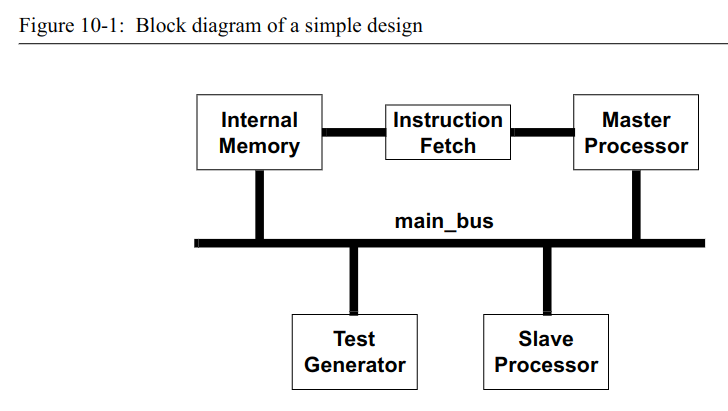 Figure 10-1: Block diagram of a simple design
Internal
Memory
Instruction
Fetch
Master
Processor
main_bus
Test
Generator
Slave
Processor